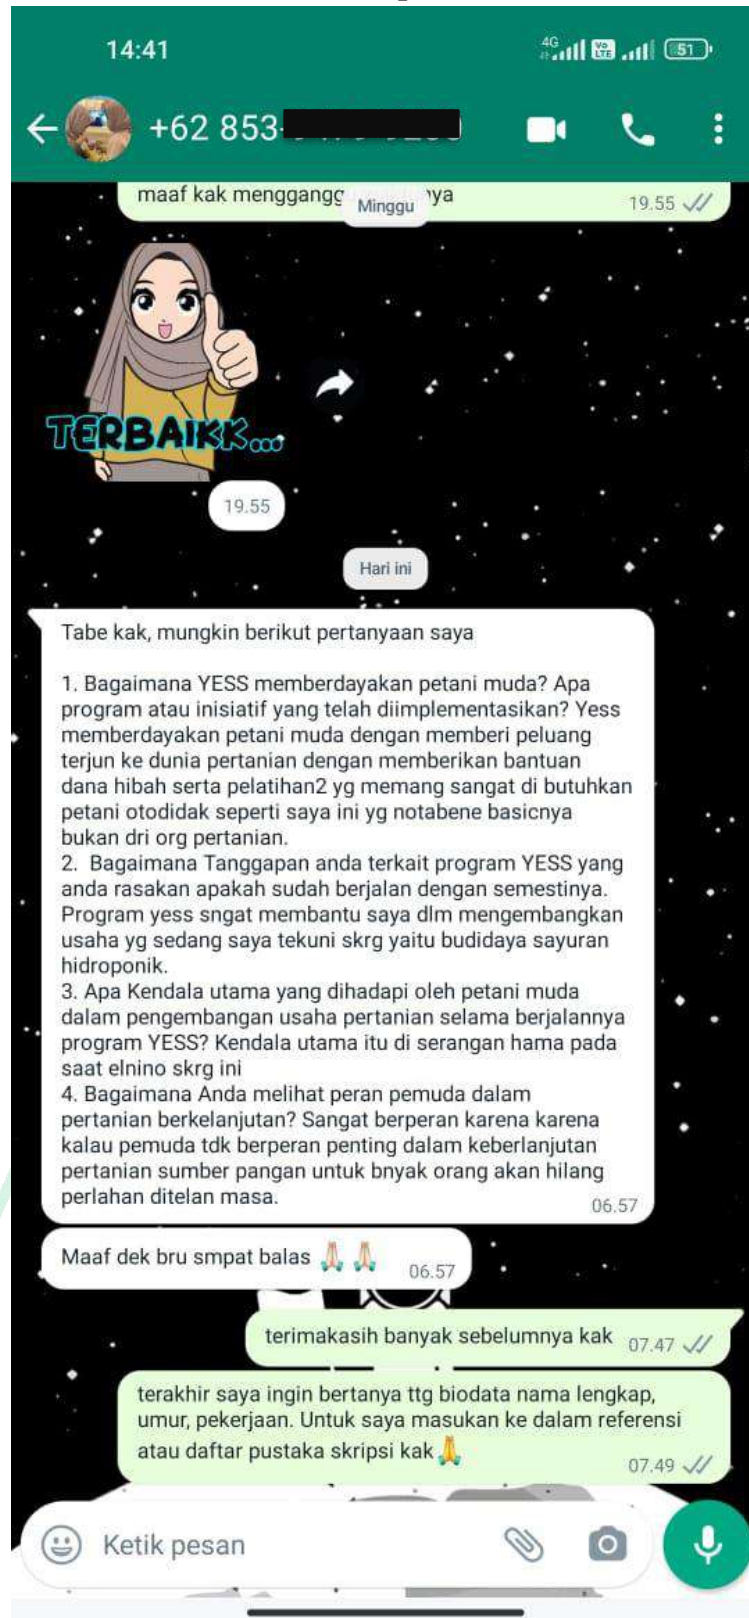 14:41
4G
Vo
LTE
51
+62 853-
maaf kak
19.55
Minggu
TERBAIKK...
19.55
Hari ini
Tabe kak, mungkin berikut pertanyaan saya
1. Bagaimana YESS memberdayakan petani muda? Apa
program atau inisiatif yang telah diimplementasikan? Yess
memberdayakan petani muda dengan memberi peluang
terjun ke dunia pertanian dengan memberikan bantuan
dana hibah serta pelatihan2 yg memang sangat di butuhkan
petani otodidak seperti saya ini yg notabene basicnya
bukan dri org pertanian.
2. Bagaimana Tanggapan anda terkait program YESS yang
anda rasakan apakah sudah berjalan dengan semestinya.
Program yess sngat membantu saya dlm mengembangkan
usaha yg sedang saya tekuni skrg yaitu budidaya sayuran
hidroponik.
3. Apa Kendala utama yang dihadapi oleh petani muda
dalam pengembangan usaha pertanian selama berjalannya
program YESS? Kendala utama itu di serangan hama pada
saat elnino skrg ini
4. Bagaimana Anda melihat peran pemuda dalam
pertanian berkelanjutan? Sangat berperan karena karena
kalau pemuda tdk berperan penting dalam keberlanjutan
pertanian sumber pangan untuk bnyak orang akan hilang
perlahan ditelan masa.
06.57
Maaf dek bru smpat balas 🙏🙏
06.57
terimakasih banyak sebelumnya kak
07.47
terakhir saya ingin bertanya ttg biodata nama lengkap,
umur, pekerjaan. Untuk saya masukan ke dalam referensi
atau daftar pustaka skripsi kak🙏
07.49
Ketik pesan